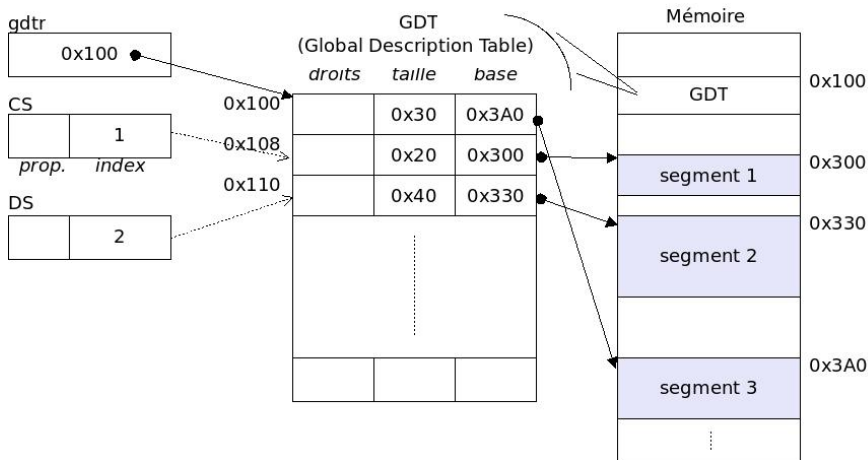 gdtr
0x100
CS
1
prop. index
DS
2
GDT
(Global Description Table)
droits taille base
0x100
0x30 0x3A0
0x108
0x20 0x300
0x110
0x40 0x330
Mémoire
0x100
GDT
0x300
segment 1
0x330
segment 2
0x3A0
segment 3